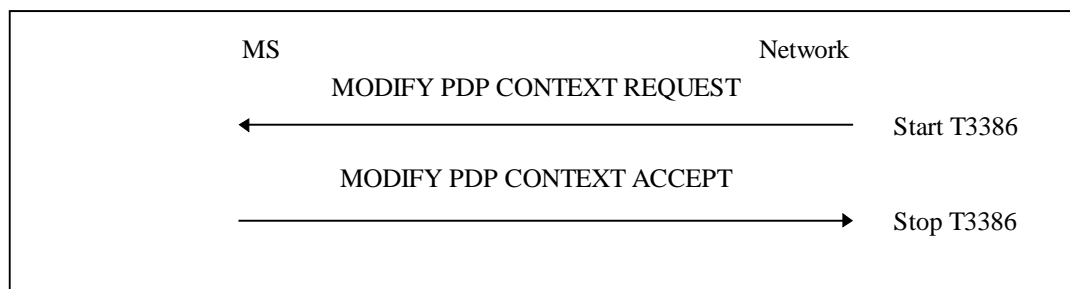 MS Network
MODIFY PDP CONTEXT REQUEST
Start T3386
MODIFY PDP CONTEXT ACCEPT
Stop T3386